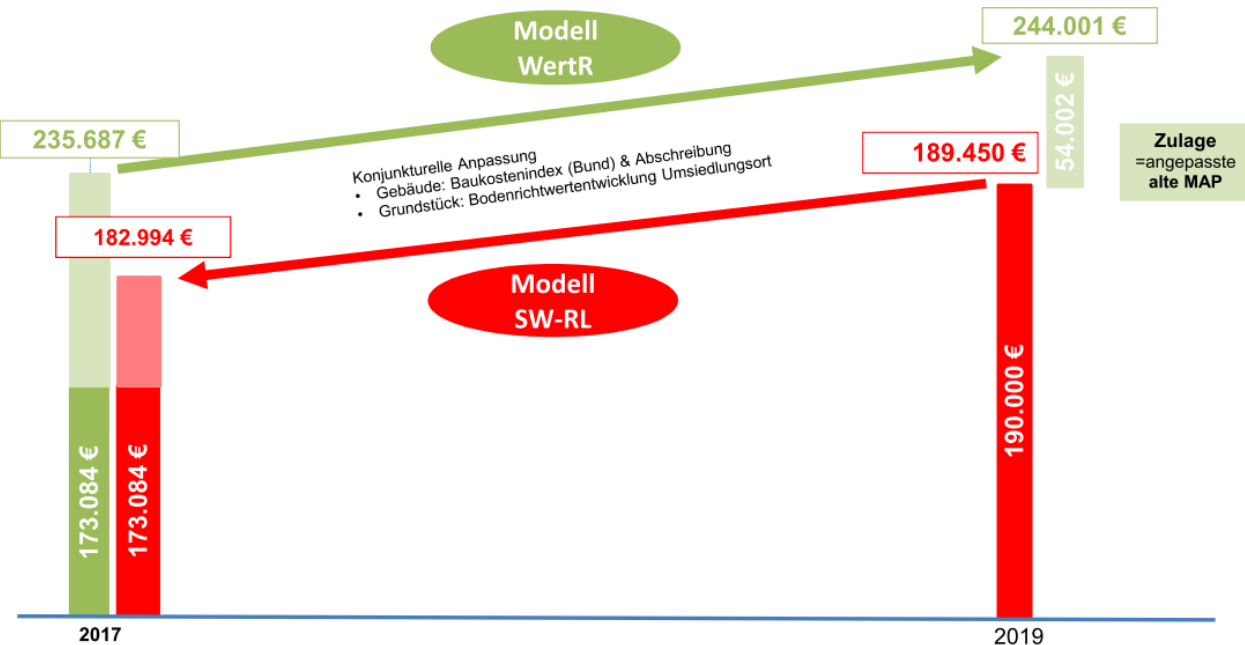 Modell
WertR
244.001 €
54.002 €
235.687 €
189.450 €
Zulage
=angepasste
alte MAP
Konjunkturelle Anpassung
• Gebäude: Baukostenindex (Bund) & Abschreibung
• Grundstück: Bodenrichtwertentwicklung Umsiedlungsort
182.994 €
Modell
SW-RL
173.084 €
173.084 €
190.000 €
2017
2019